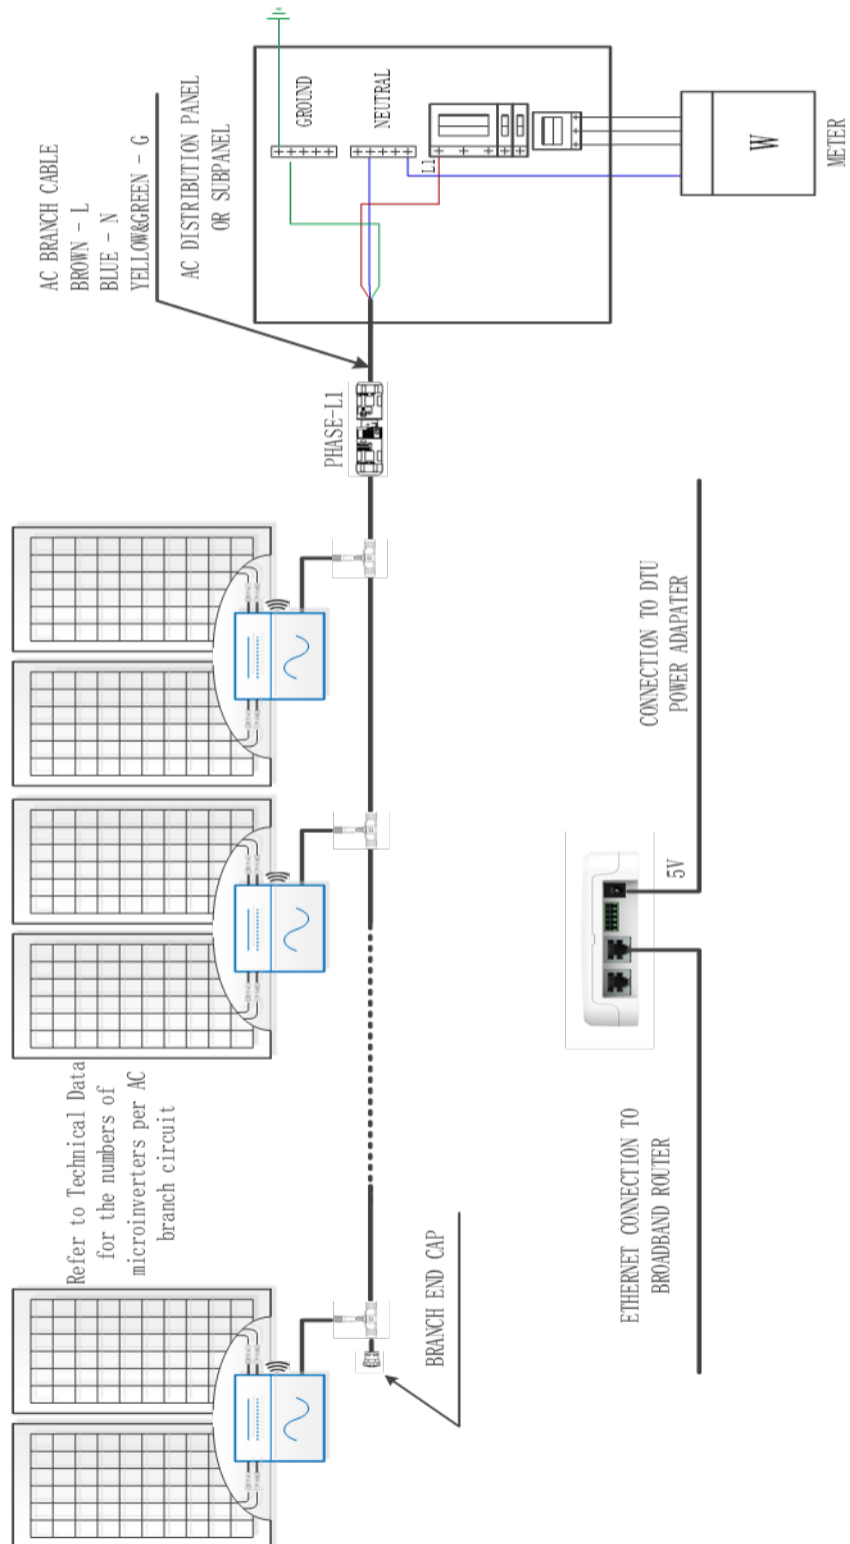 AC BRANCH CABLE
BROWN - L
BLUE - N
YELLOW&GREEN - G
AC DISTRIBUTION PANEL
OR SUBPANEL
GROUND
NEUTRAL
L1
W
METER
PHASE-L1
Refer to Technical Data
for the numbers of
microinverters per AC
branch circuit
BRANCH END CAP
CONNECTION TO DTU
POWER ADAPATER
5V
ETHERNET CONNECTION TO
BROADBAND ROUTER